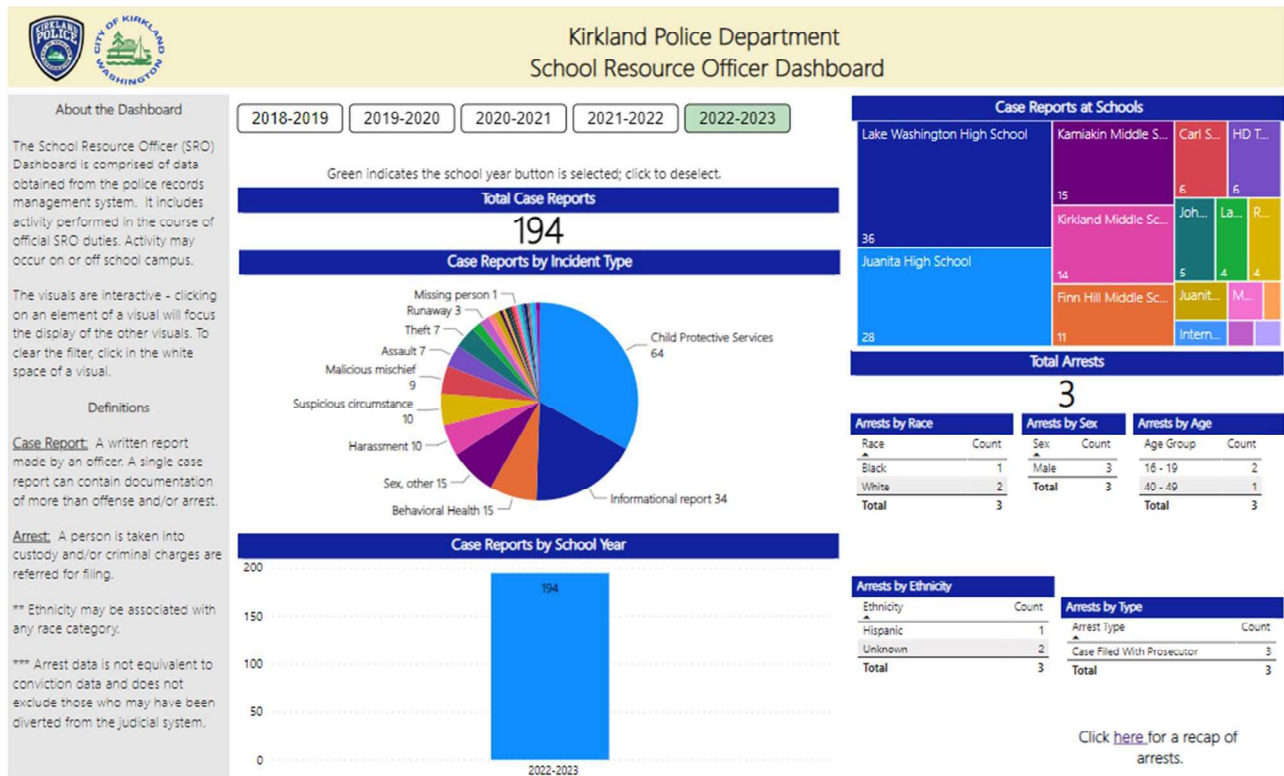 KIRKLAND
POLICE
CITY OF KIRKLAND
WASHINGTON
Kirkland Police Department
School Resource Officer Dashboard
About the Dashboard
The School Resource Officer (SRO)
Dashboard is comprised of data
obtained from the police records
management system. It includes
activity performed in the course of
official SRO duties. Activity may
occur on or off school campus.
The visuals are interactive - clicking
on an element of a visual will focus
the display of the other visuals. To
clear the filter, click in the white
space of a visual.
Definitions
Case Report: A written report
made by an officer. A single case
report can contain documentation
of more than offense and/or arrest.
Arrest: A person is taken into
custody and/or criminal charges are
referred for filing.
** Ethnicity may be associated with
any race category.
*** Arrest data is not equivalent to
conviction data and does not
exclude those who may have been
diverted from the judicial system.
2018-2019 2019-2020 2020-2021 2021-2022 2022-2023
Green indicates the school year button is selected; click to deselect.
Total Case Reports
194
Case Reports by Incident Type
Missing person 1
Runaway 3
Theft 7
Assault 7
Malicious mischief
9
Suspicious circumstance
10
Harassment 10
Sex, other 15
Behavioral Health 15
Informational report 34
Child Protective Services
64
Case Reports by School Year
200
150
100
50
0
194
2022-2023
Case Reports at Schools
Lake Washington High School
36
Juanita High School
28
Kamiakin Middle S...
15
Kirkland Middle Sc...
14
Finn Hill Middle Sc...
11
Carl S...
6
HD T...
6
Joh...
5
La...
4
R...
4
Juanit...
M...
Intern...
Total Arrests
3
Arrests by Race
Race Count
Black 1
White 2
Total 3
Arrests by Sex
Sex Count
Male 3
Total 3
Arrests by Age
Age Group Count
16 - 19 2
40 - 49 1
Total 3
Arrests by Ethnicity
Ethnicity Count
Hispanic 1
Unknown 2
Total 3
Arrests by Type
Arrest Type Count
Case Filed With Prosecutor 3
Total 3
Click here for a recap of
arrests.